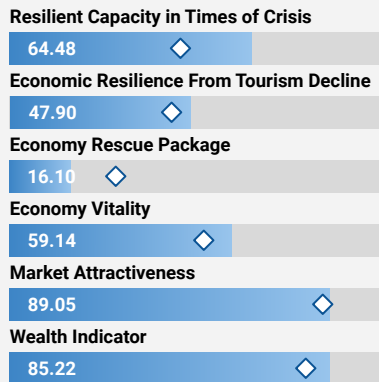 Resilient Capacity in Times of Crisis
64.48
Economic Resilience From Tourism Decline
47.90
Economy Rescue Package
16.10
Economy Vitality
59.14
Market Attractiveness
89.05
Wealth Indicator
85.22